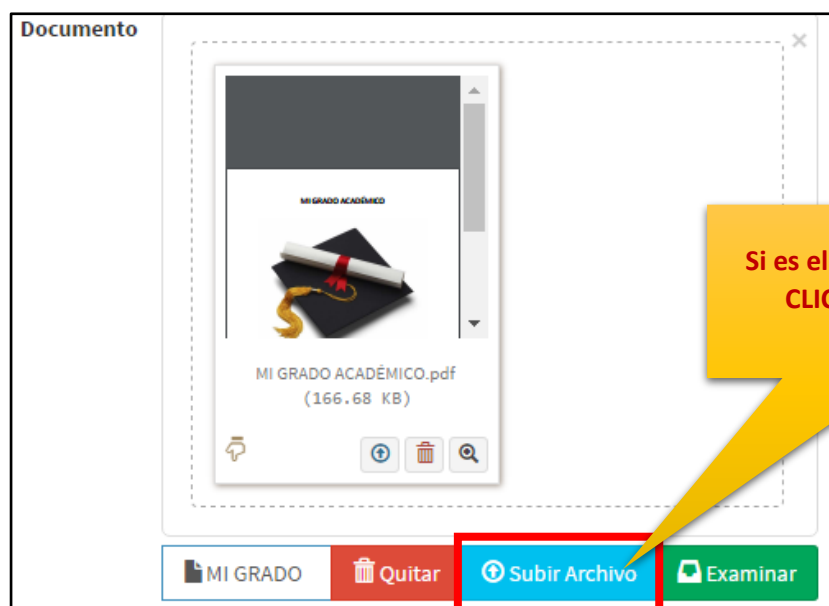 Documento
×
MI GRADO ACADÉMICO
Si es el
CLIC
MI GRADO ACADÉMICO.pdf
(166.68 KB)
MI GRADO
Quitar
Subir Archivo
Examinar